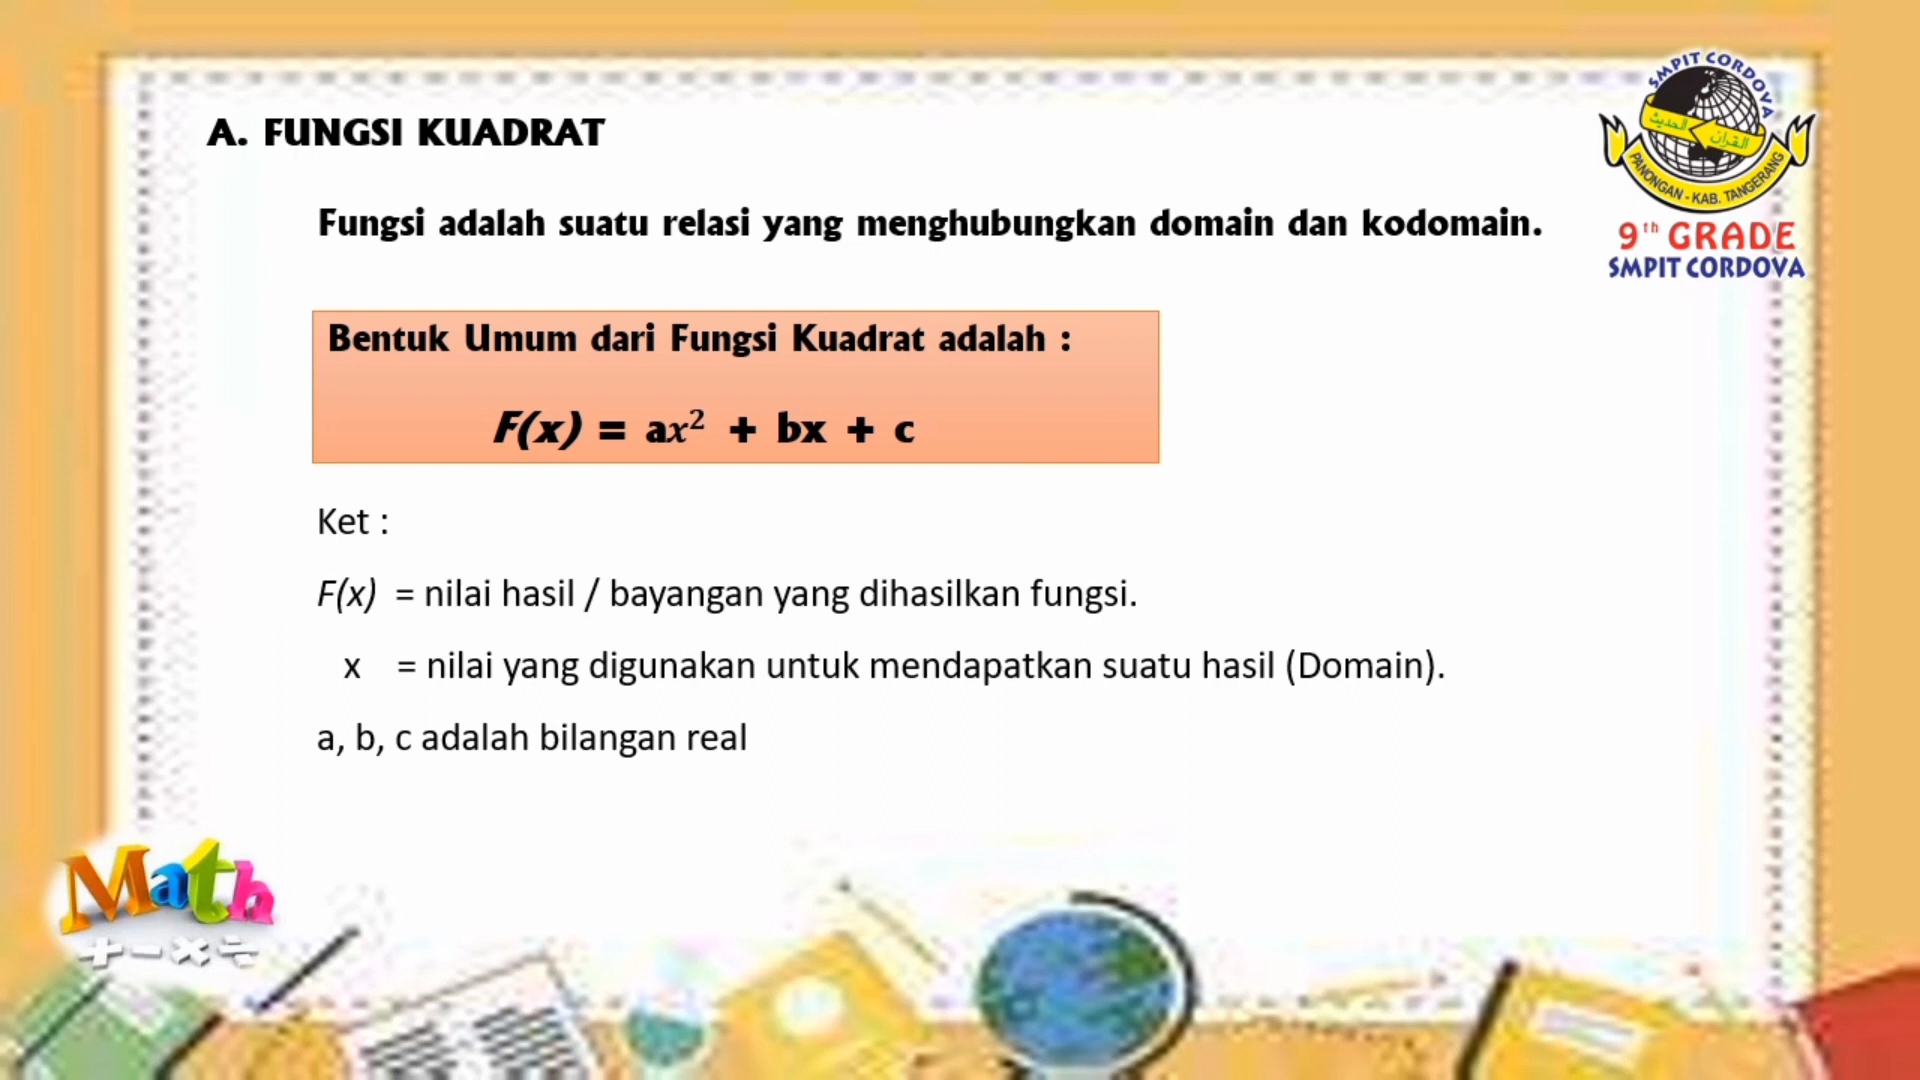 A. FUNGSI KUADRAT
SMPIT CORDOVA
الحديث القرآن
PANONGAN - KAB. TANGERANG
9th GRADE
SMPIT CORDOVA
Fungsi adalah suatu relasi yang menghubungkan domain dan kodomain.
Bentuk Umum dari Fungsi Kuadrat adalah :
F(x) = ax² + bx + c
Ket :
F(x) = nilai hasil / bayangan yang dihasilkan fungsi.
x = nilai yang digunakan untuk mendapatkan suatu hasil (Domain).
a, b, c adalah bilangan real
Math
+ - × ÷